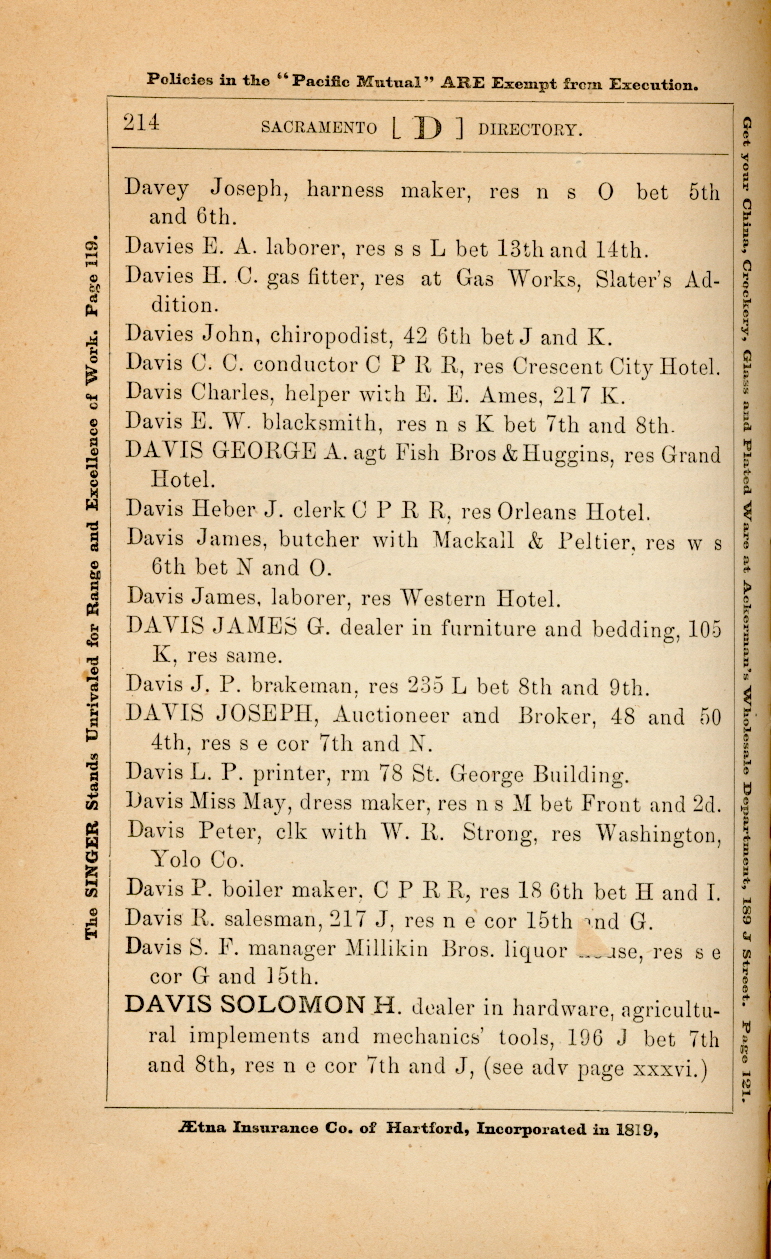 Policies in the "Pacific Mutual" ARE Exempt from Execution.
214 SACRAMENTO [ D ] DIRECTORY.
Davey Joseph, harness maker, res n s O bet 5th
and 6th.
Davies E. A. laborer, res s s L bet 13th and 14th.
Davies H. C. gas fitter, res at Gas Works, Slater's Ad-
dition.
Davies John, chiropodist, 42 6th bet J and K.
Davis C. C. conductor C P R R, res Crescent City Hotel.
Davis Charles, helper with E. E. Ames, 217 K.
Davis E. W. blacksmith, res n s K bet 7th and 8th.
DAVIS GEORGE A. agt Fish Bros & Huggins, res Grand
Hotel.
Davis Heber J. clerk C P R R, res Orleans Hotel.
Davis James, butcher with Mackall & Peltier, res w s
6th bet N and O.
Davis James, laborer, res Western Hotel.
DAVIS JAMES G. dealer in furniture and bedding, 105
K, res same.
Davis J. P. brakeman, res 235 L bet 8th and 9th.
DAVIS JOSEPH, Auctioneer and Broker, 48 and 50
4th, res s e cor 7th and N.
Davis L. P. printer, rm 78 St. George Building.
Davis Miss May, dress maker, res n s M bet Front and 2d.
Davis Peter, clk with W. R. Strong, res Washington,
Yolo Co.
Davis P. boiler maker, C P R R, res 18 6th bet H and I.
Davis R. salesman, 217 J, res n e cor 15th and G.
Davis S. F. manager Millikin Bros. liquor res s e
cor G and 15th.
DAVIS SOLOMON H. dealer in hardware, agricultu-
ral implements and mechanics' tools, 196 J bet 7th
and 8th, res n e cor 7th and J, (see adv page xxxvi.)
Ætna Insurance Co. of Hartford, Incorporated in 1819,
The SINGER Stands Unrivaled for Range and Excellence of Work. Page 119.
Get your China, Crockery, Glass and Plated Ware at Ackerman's Wholesale Department, 189 J Street. Page 121.